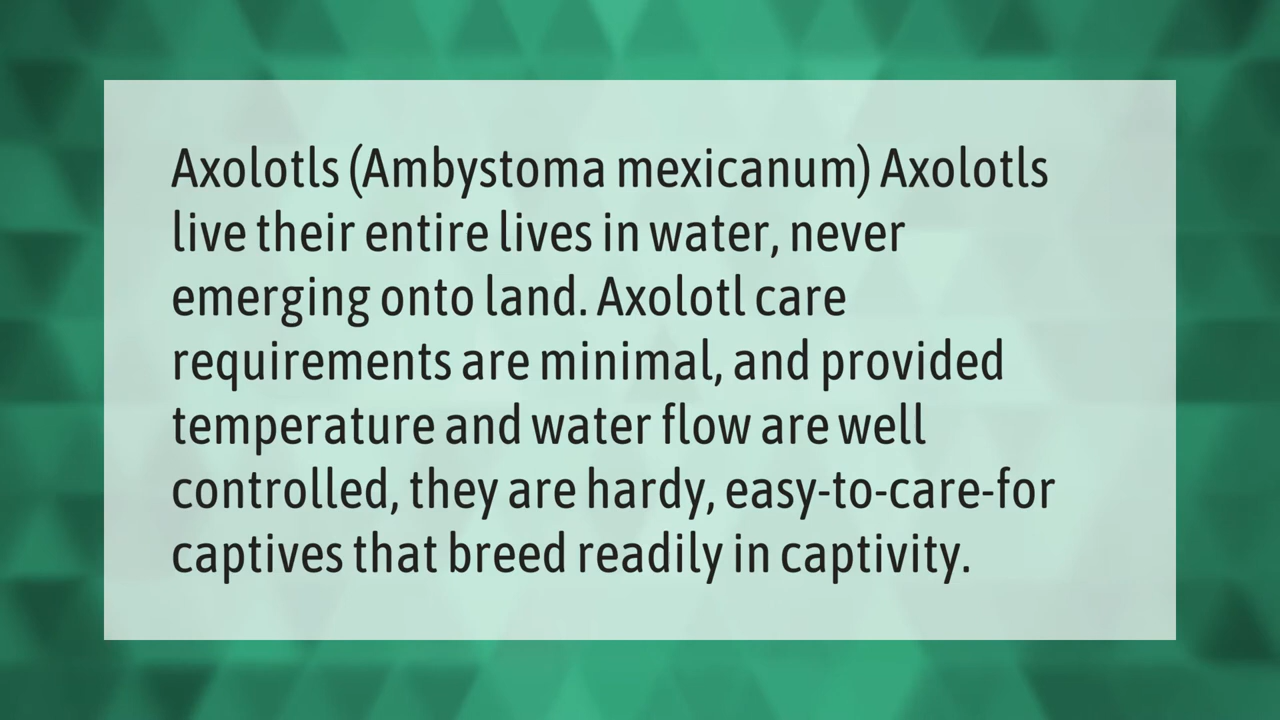 Axolotls (Ambystoma mexicanum) Axolotls
live their entire lives in water, never
emerging onto land. Axolotl care
requirements are minimal, and provided
temperature and water flow are well
controlled, they are hardy, easy-to-care-for
captives that breed readily in captivity.